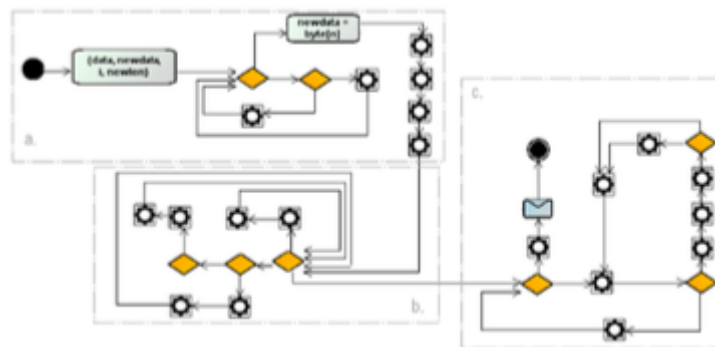 newdata =
byte(n)
(data, newdata,
i, newlen)
a.
c.
b.